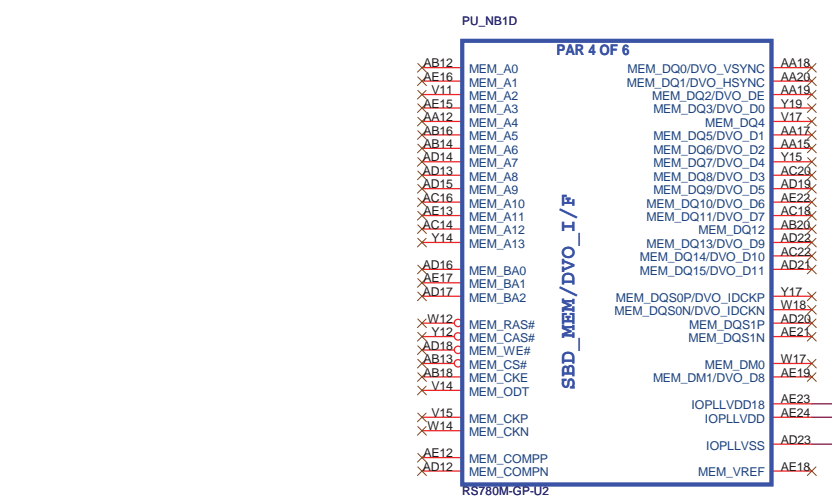 PU_NB1D
PAR 4 OF 6
AB12 MEM_A0
AE16 MEM_A1
V11 MEM_A2
AE15 MEM_A3
AA12 MEM_A4
AB16 MEM_A5
AB14 MEM_A6
AD14 MEM_A7
AD13 MEM_A8
AD15 MEM_A9
AC16 MEM_A10
AE13 MEM_A11
AC14 MEM_A12
Y14 MEM_A13
AD16 MEM_BA0
AE17 MEM_BA1
AD17 MEM_BA2
W12 MEM_RAS#
Y12 MEM_CAS#
AD18 MEM_WE#
AB13 MEM_CS#
AB18 MEM_CKE
V14 MEM_ODT
V15 MEM_CKP
W14 MEM_CKN
AE12 MEM_COMPP
AD12 MEM_COMPN
SBD_MEM/DVO_I/F
MEM_DQ0/DVO_VSYNC AA18
MEM_DQ1/DVO_HSYNC AA20
MEM_DQ2/DVO_DE AA19
MEM_DQ3/DVO_D0 Y19
MEM_DQ4 V17
MEM_DQ5/DVO_D1 AA17
MEM_DQ6/DVO_D2 AA15
MEM_DQ7/DVO_D4 Y15
MEM_DQ8/DVO_D3 AC20
MEM_DQ9/DVO_D5 AD19
MEM_DQ10/DVO_D6 AE22
MEM_DQ11/DVO_D7 AC18
MEM_DQ12 AB20
MEM_DQ13/DVO_D9 AD22
MEM_DQ14/DVO_D10 AC22
MEM_DQ15/DVO_D11 AD21
MEM_DQS0P/DVO_IDCKP Y17
MEM_DQS0N/DVO_IDCKN W18
MEM_DQS1P AD20
MEM_DQS1N AE21
MEM_DM0 W17
MEM_DM1/DVO_D8 AE19
IOPLLVDD18 AE23
IOPLLVDD AE24
IOPLLVSS AD23
MEM_VREF AE18
RS780M-GP-U2